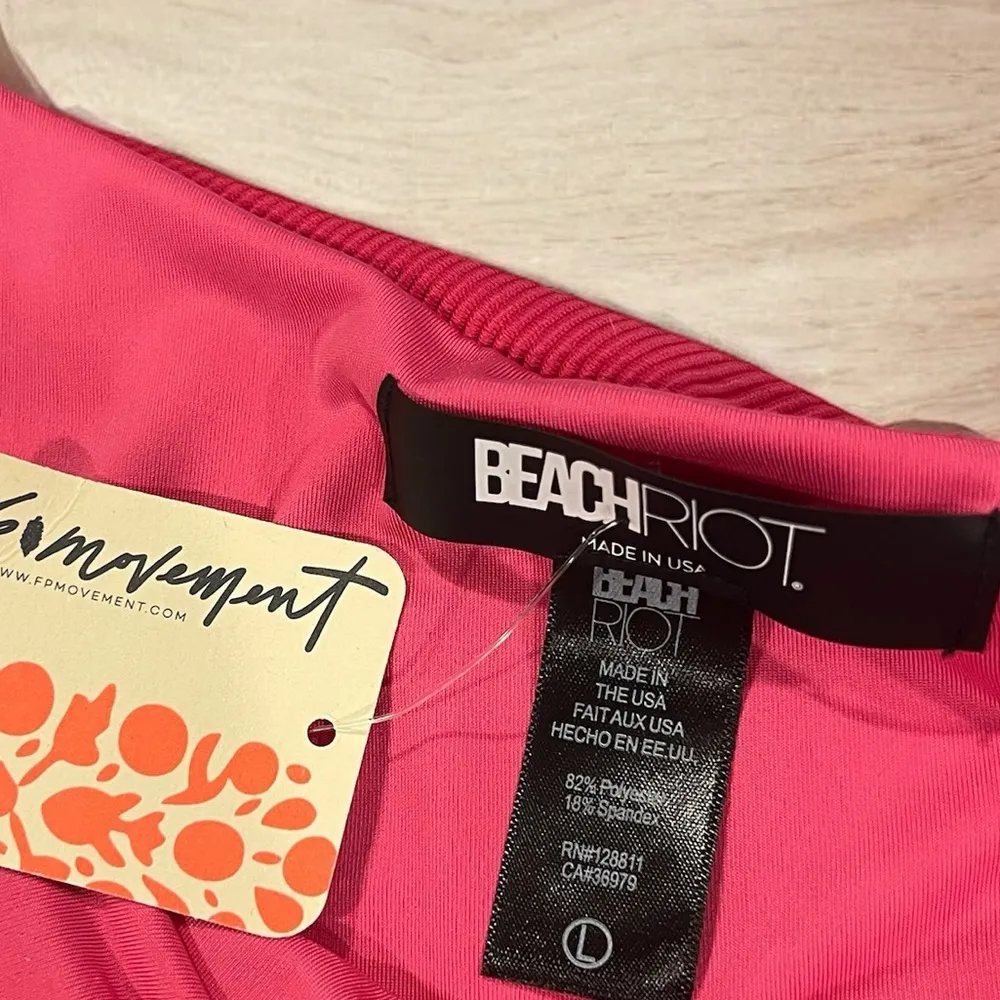 movement
WW.FPMOVEMENT.COM
BEACHRIOT.
MADE IN USA
BEACH
RIOT
MADE IN
THE USA
FAIT AUX USA
HECHO EN EE.UU.
82% Polyester
18% Spandex
RN#128811
CA#36979
L